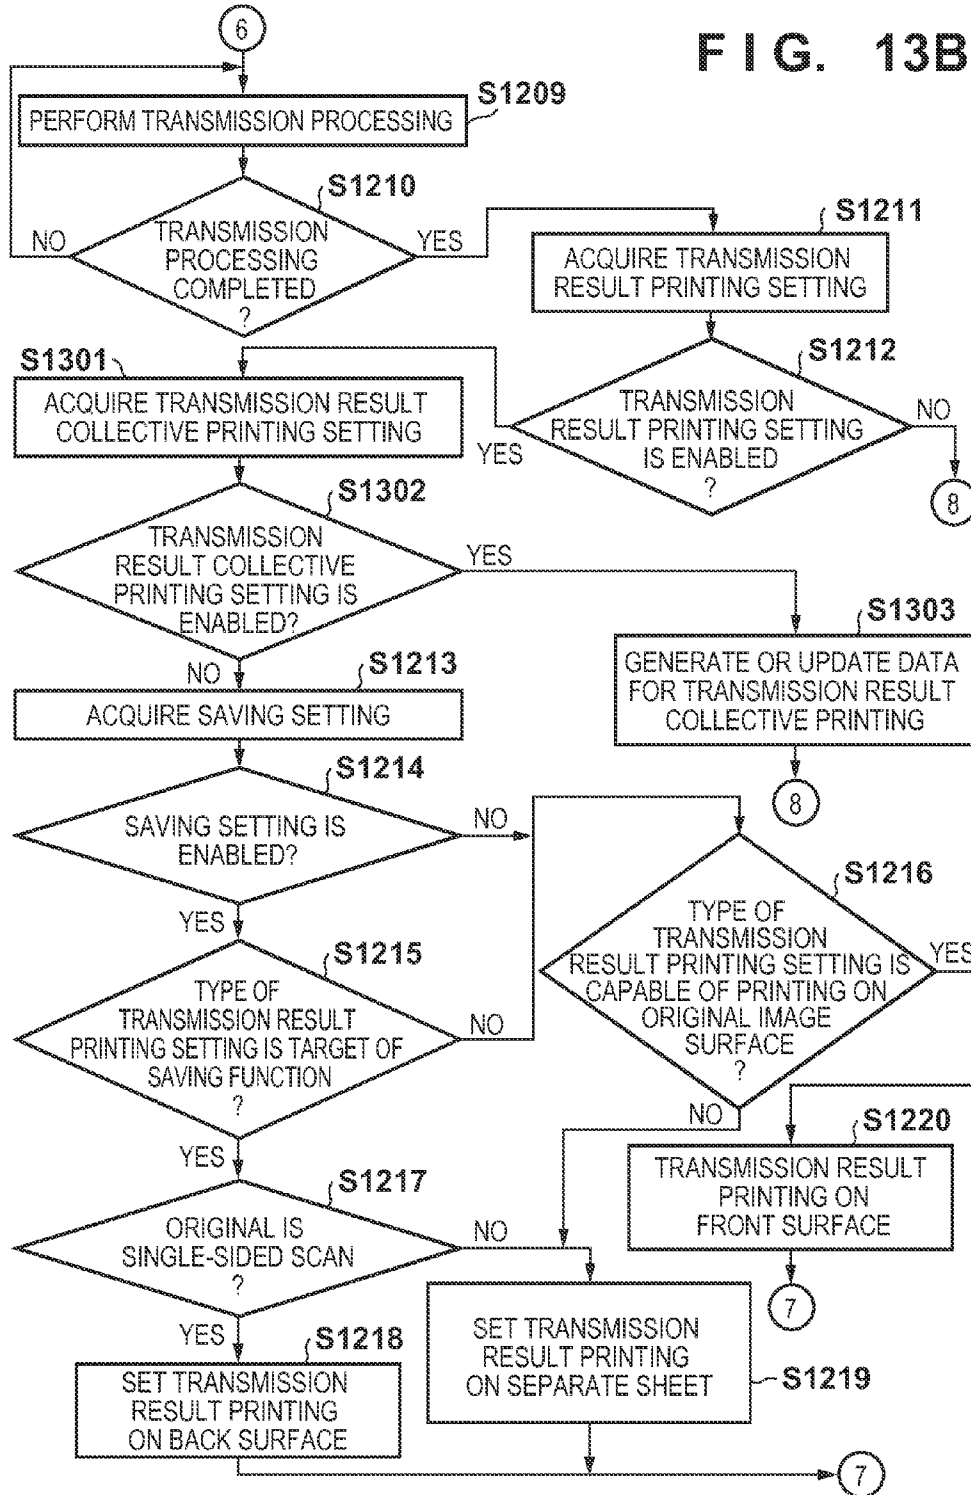 6
FIG. 13B
S1209
PERFORM TRANSMISSION PROCESSING
S1210
TRANSMISSION
PROCESSING
COMPLETED
?
NO
YES
S1211
ACQUIRE TRANSMISSION
RESULT PRINTING SETTING
S1212
TRANSMISSION
RESULT PRINTING SETTING
IS ENABLED
?
NO
YES
8
S1301
ACQUIRE TRANSMISSION RESULT
COLLECTIVE PRINTING SETTING
S1302
TRANSMISSION
RESULT COLLECTIVE
PRINTING SETTING IS
ENABLED?
YES
NO
S1303
GENERATE OR UPDATE DATA
FOR TRANSMISSION RESULT
COLLECTIVE PRINTING
8
S1213
ACQUIRE SAVING SETTING
S1214
SAVING SETTING IS
ENABLED?
NO
YES
S1215
TYPE OF
TRANSMISSION RESULT
PRINTING SETTING IS TARGET OF
SAVING FUNCTION
?
NO
YES
S1216
TYPE OF
TRANSMISSION
RESULT PRINTING SETTING IS
CAPABLE OF PRINTING ON
ORIGINAL IMAGE
SURFACE
?
YES
NO
S1220
TRANSMISSION RESULT
PRINTING ON
FRONT SURFACE
7
S1217
ORIGINAL IS
SINGLE-SIDED SCAN
?
NO
YES
S1218
SET TRANSMISSION
RESULT PRINTING
ON BACK SURFACE
SET TRANSMISSION
RESULT PRINTING
ON SEPARATE SHEET
S1219
7